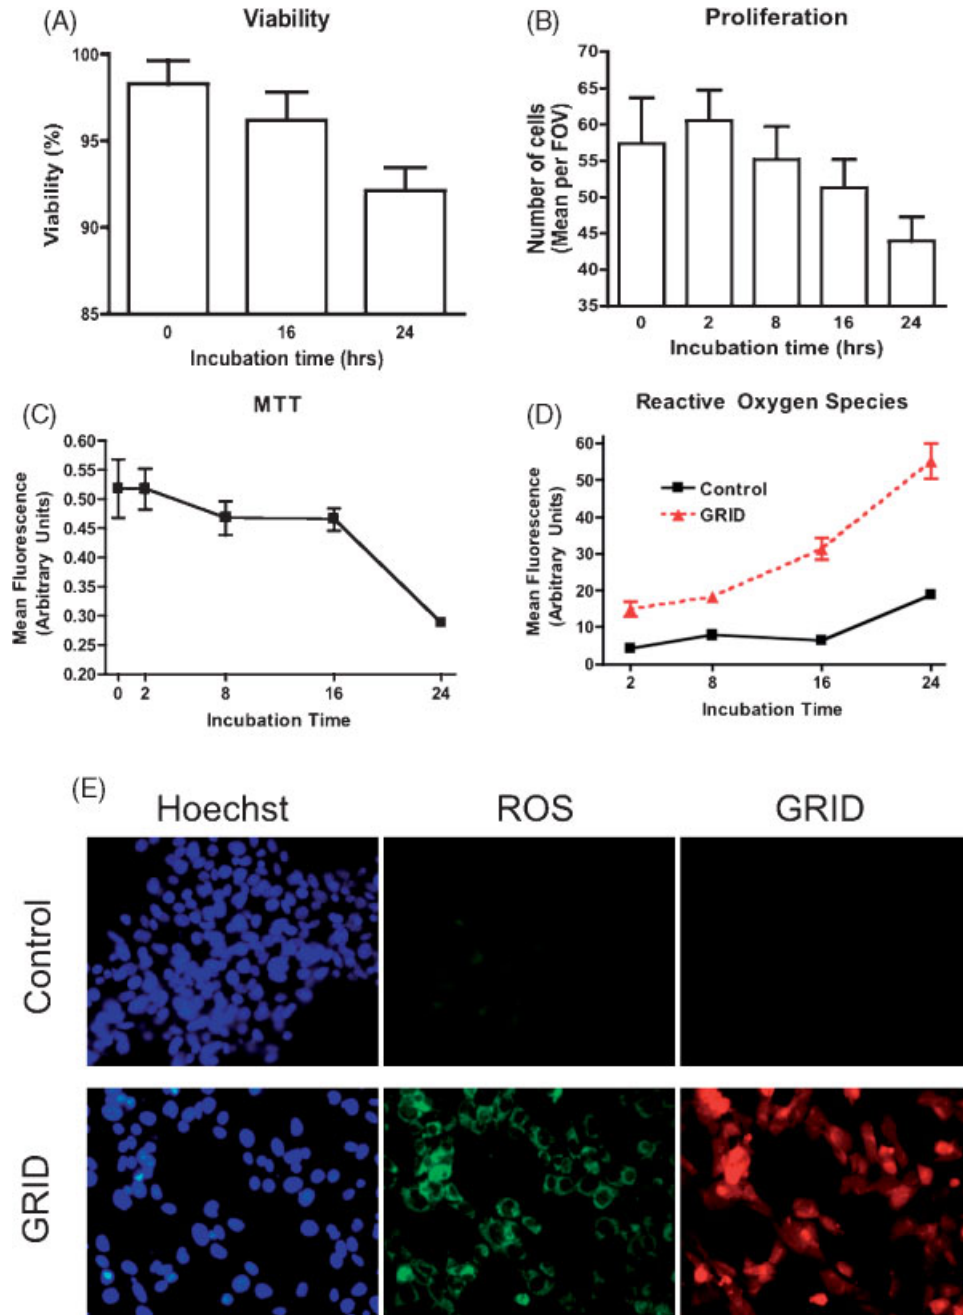 (A)
Viability
100
95
90
85
Viability (%)
0 16 24
Incubation time (hrs)
(B)
Proliferation
70
65
60
55
50
45
40
35
Number of cells
(Mean per FOV)
0 2 8 16 24
Incubation time (hrs)
(C)
MTT
0.60
0.55
0.50
0.45
0.40
0.35
0.30
0.25
0.20
Mean Fluorescence
(Arbitrary Units)
0 2 8 16 24
Incubation Time
(D)
Reactive Oxygen Species
60
50
40
30
20
10
0
Mean Fluorescence
(Arbitrary Units)
Control
GRID
2 8 16 24
Incubation Time
(E)
Hoechst ROS GRID
Control
GRID